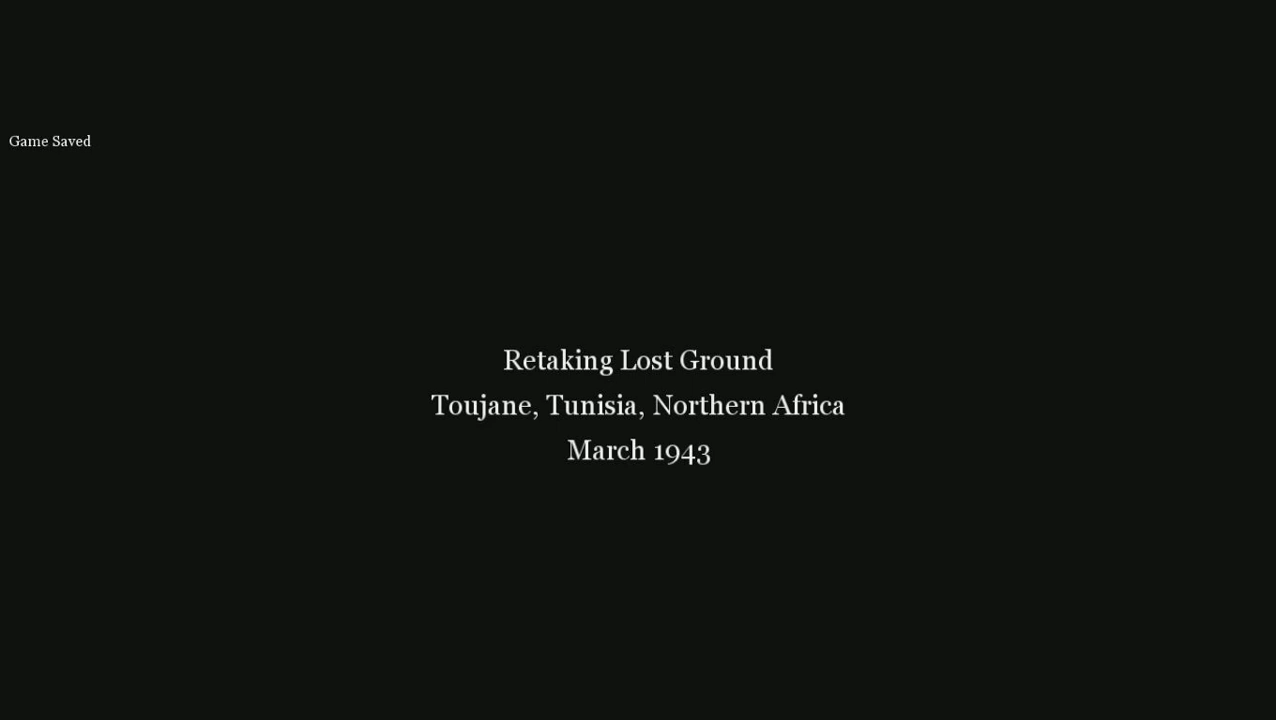 Game Saved
Retaking Lost Ground
Toujane, Tunisia, Northern Africa
March 1943